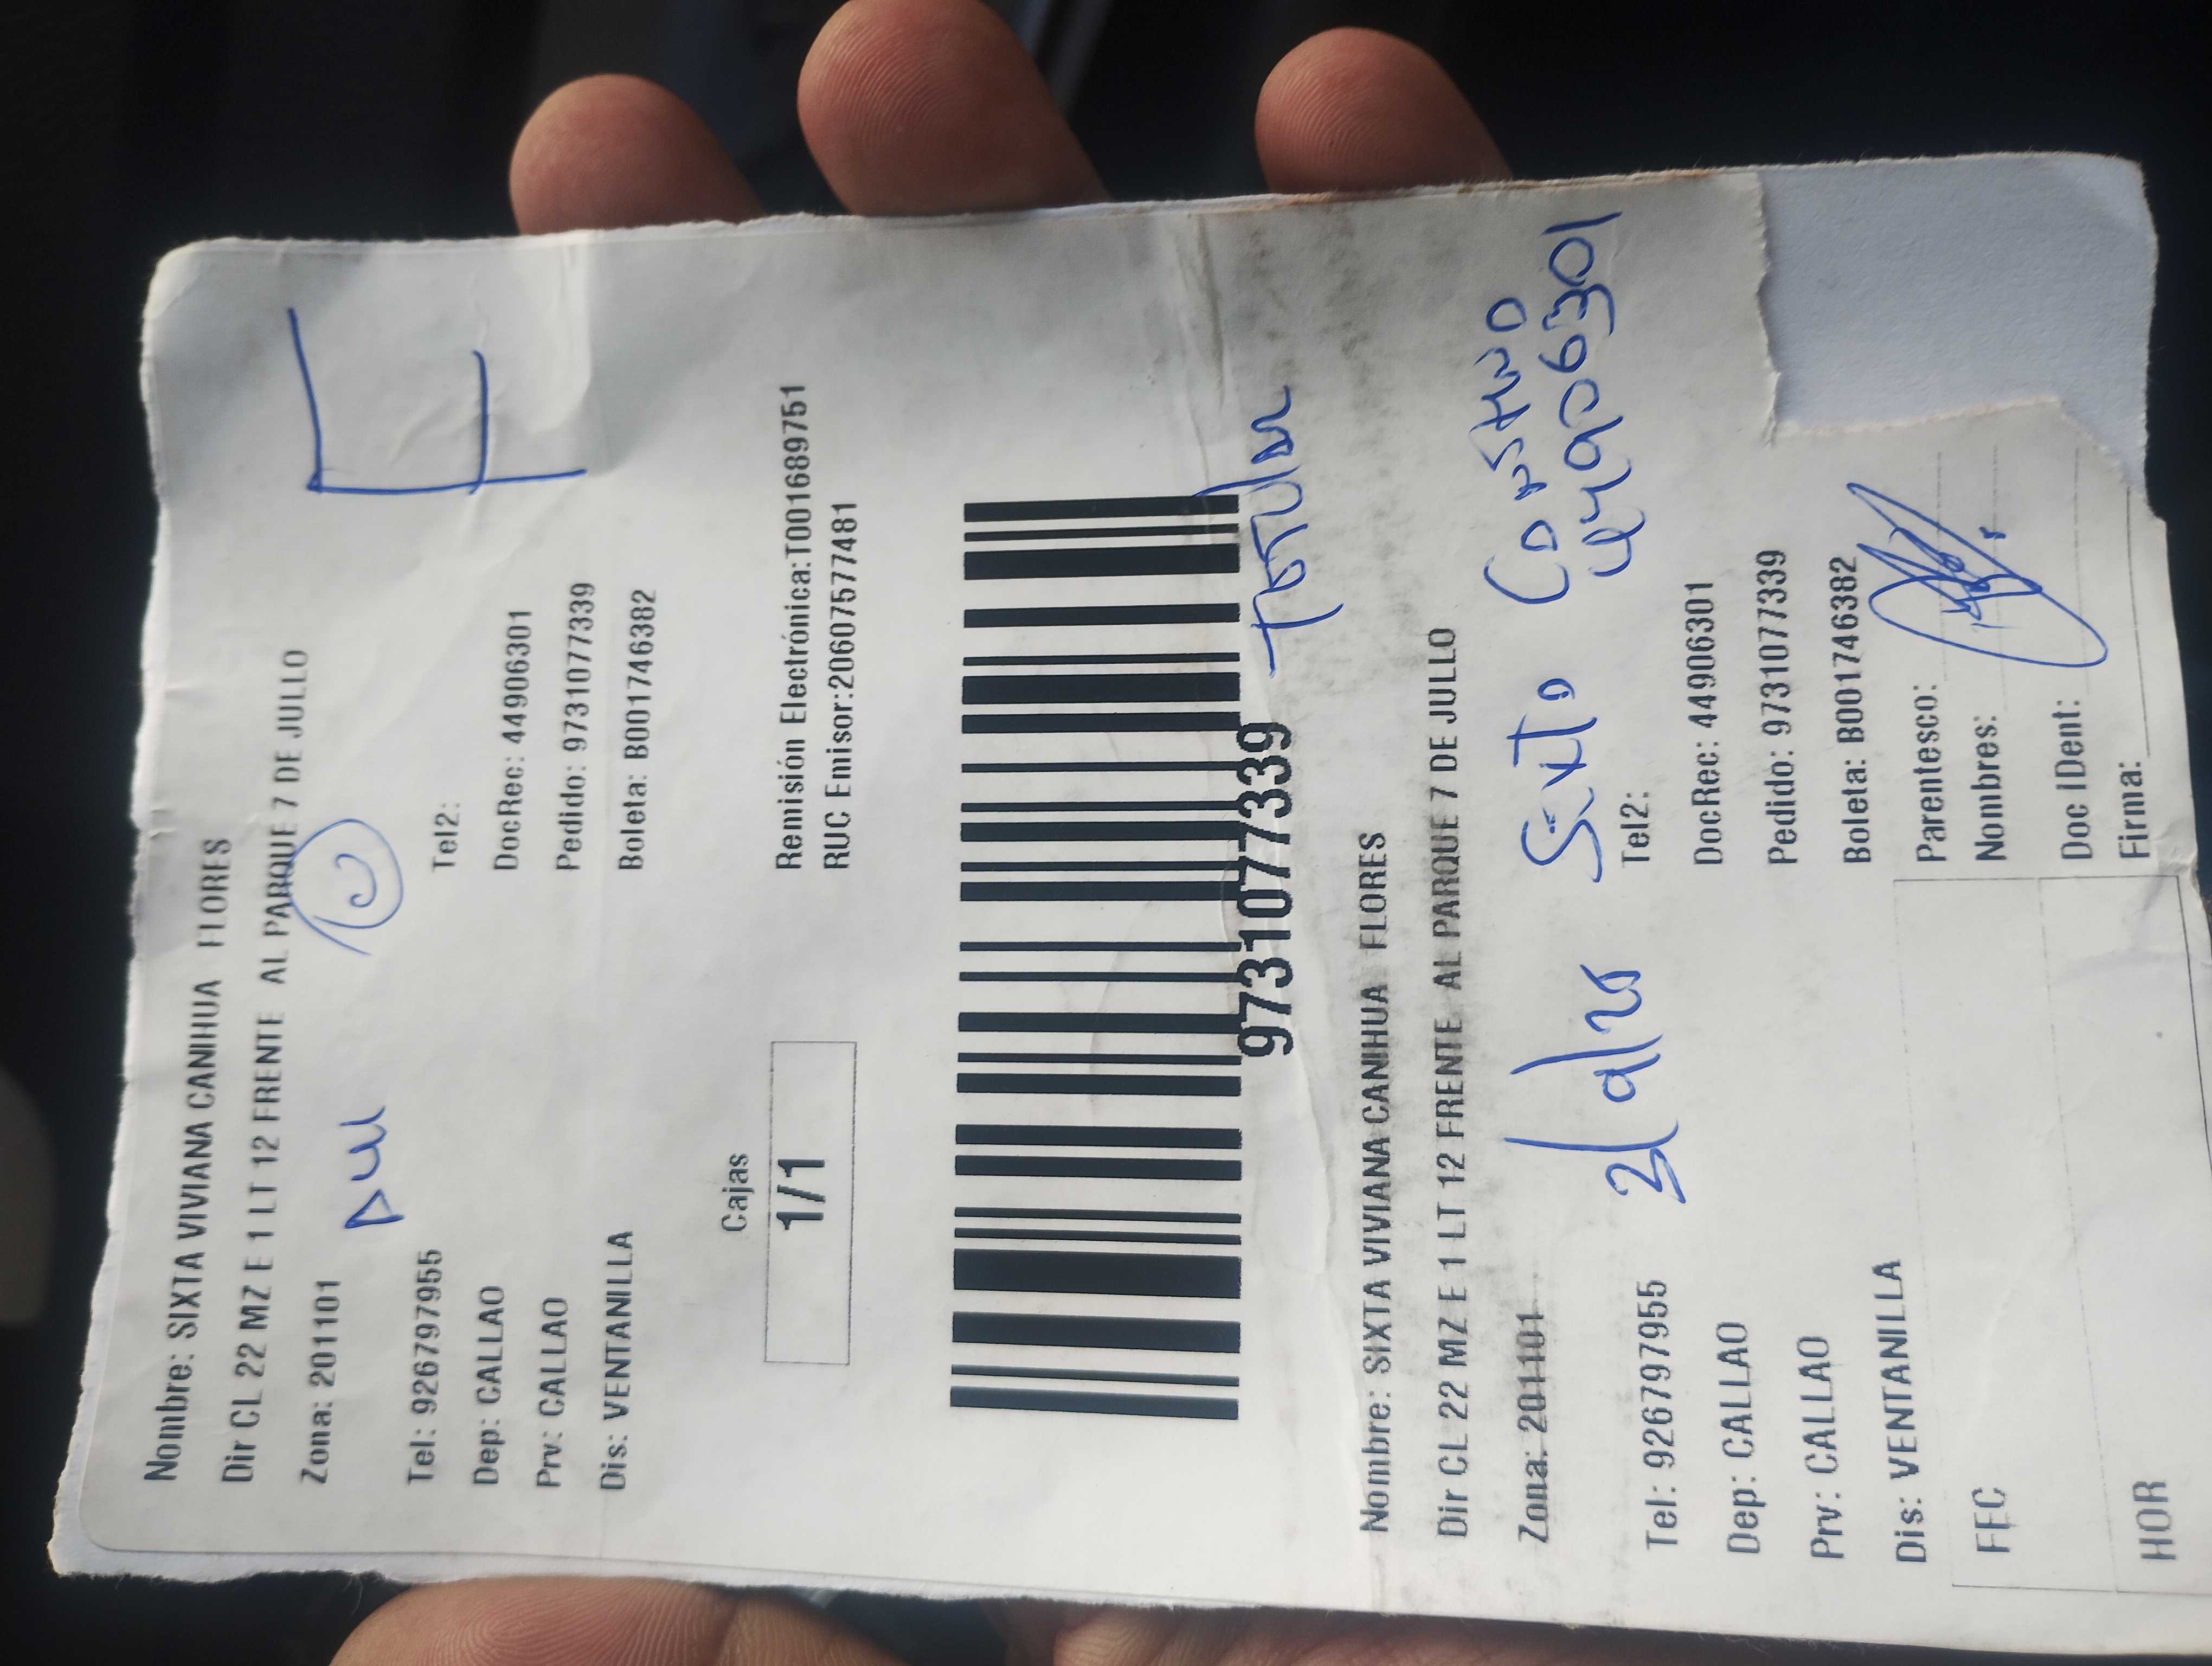 Nombre: SIXTA VIVIANA CANIHUA FLORES
Dir CL 22 MZ E 1 LT 12 FRENTE AL PARQUE 7 DE JULLO
Zona: 201101
Tel: 926797955 Tel2:
Dep: CALLAO DocRec: 44906301
Prv: CALLAO Pedido: 9731077339
Dis: VENTANILLA Boleta: B001746382
Cajas
1/1
Remisión Electrónica:T001689751
RUC Emisor:20607577481
9731077339
Titular
Nombre: SIXTA VIVIANA CANIHUA FLORES
Dir CL 22 MZ E 1 LT 12 FRENTE AL PARQUE 7 DE JULLO
Zona: 201101
44906301
Tel: 926797955 Tel2:
Dep: CALLAO DocRec: 44906301
Prv: CALLAO Pedido: 9731077339
Dis: VENTANILLA Boleta: B001746382
FEC Parentesco:
Nombres:
HOR Doc IDent:
Firma: